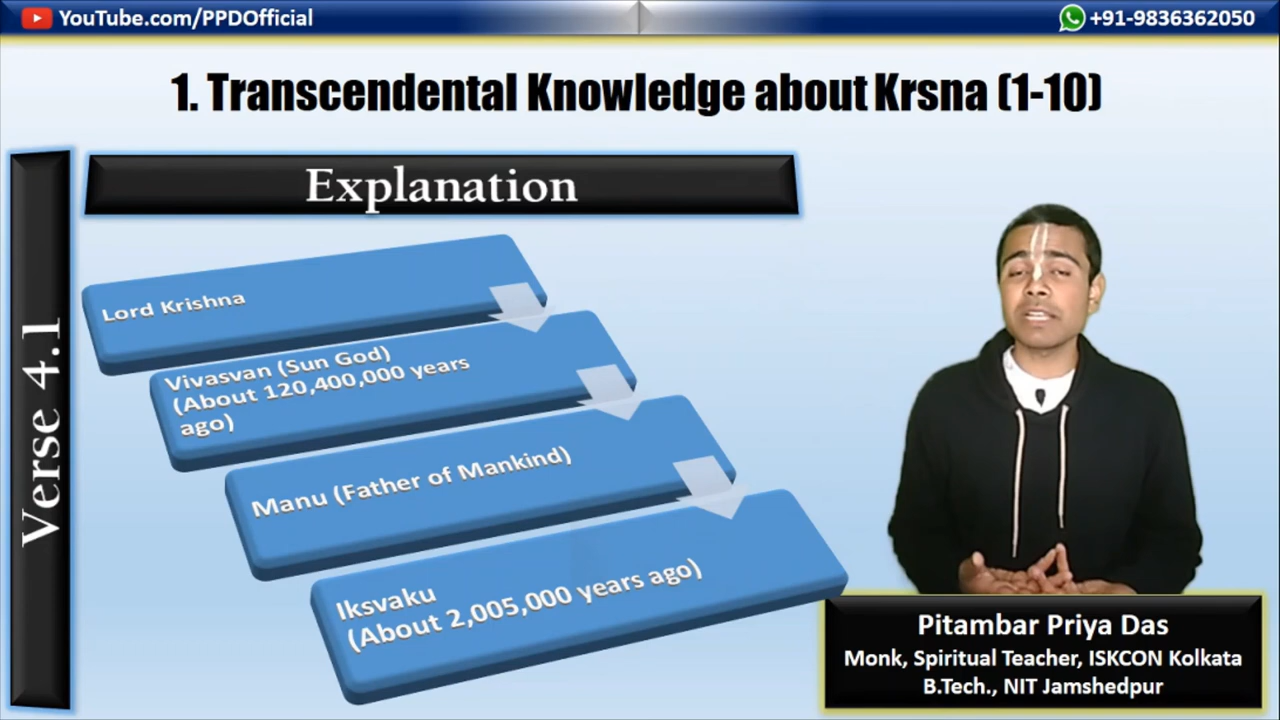 YouTube.com/PPDOfficial
+91-9836362050
1. Transcendental Knowledge about Krsna (1-10)
Explanation
Verse 4.1
Lord Krishna
Vivasvan (Sun God)
(About 120,400,000 years
ago)
Manu (Father of Mankind)
Iksvaku
(About 2,005,000 years ago)
Pitambar Priya Das
Monk, Spiritual Teacher, ISKCON Kolkata
B.Tech., NIT Jamshedpur